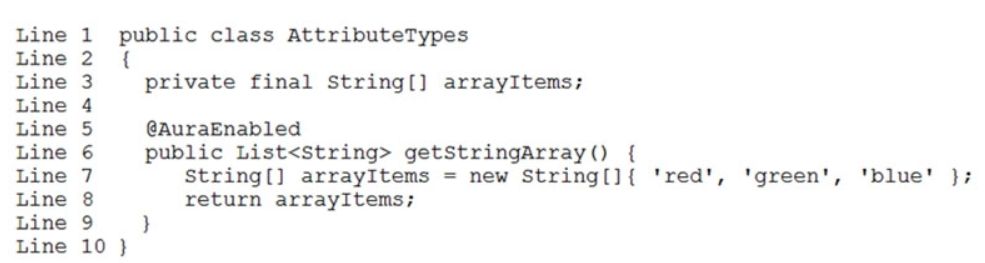 Line 1 public class AttributeTypes
Line 2 {
Line 3 private final String[] arrayItems;
Line 4
Line 5 @AuraEnabled
Line 6 public List<String> getStringArray() {
Line 7 String[] arrayItems = new String[]{ 'red', 'green', 'blue' };
Line 8 return arrayItems;
Line 9 }
Line 10 }